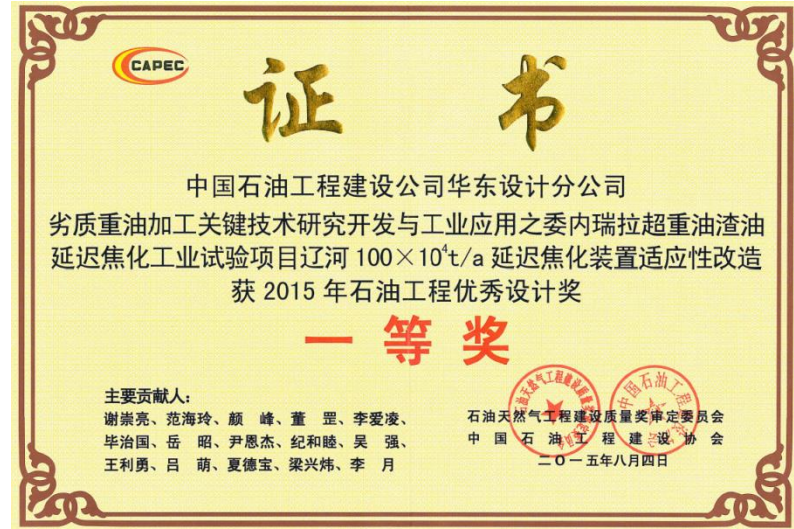 CAPEC
证 书
中国石油工程建设公司华东设计分公司
劣质重油加工关键技术研究开发与工业应用之委内瑞拉超重油渣油
延迟焦化工业试验项目辽河 100×10⁴t/a 延迟焦化装置适应性改造
获 2015 年石油工程优秀设计奖
一 等 奖
主要贡献人：
谢崇亮、范海玲、颜 峰、董 罡、李爱凌、
毕治国、岳 昭、尹恩杰、纪和睦、吴 强、
王利勇、吕 萌、夏德宝、梁兴炜、李 月
石油天然气工程建设质量奖审定委员会
中 国 石 油 工 程 建 设 协 会
二〇一五年八月四日